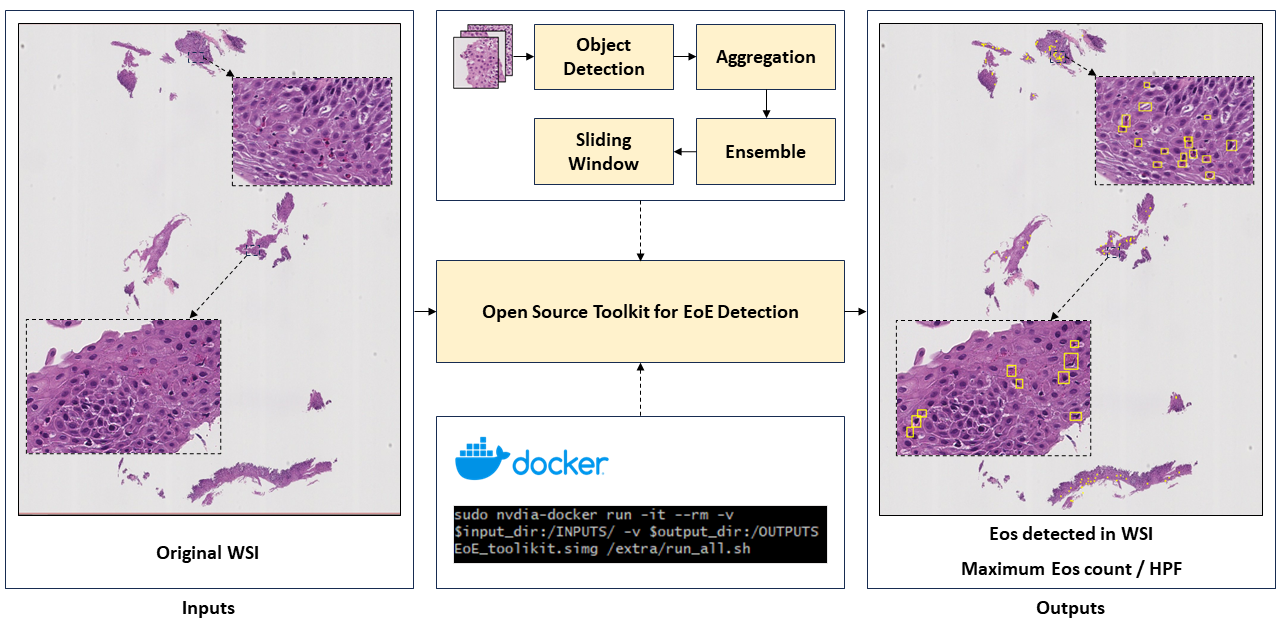 Object
Detection
Aggregation
Sliding
Window
Ensemble
Open Source Toolkit for EoE Detection
docker
sudo nvdia-docker run -it --rm -v
$input_dir:/INPUTS/ -v $output_dir:/OUTPUTS
EoE_toolikit.simg /extra/run_all.sh
Original WSI
Inputs
Eos detected in WSI
Maximum Eos count / HPF
Outputs